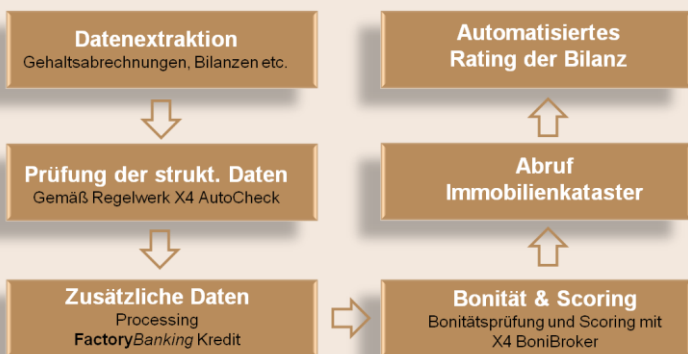 Datenextraktion
Gehaltsabrechnungen, Bilanzen etc.
Prüfung der strukt. Daten
Gemäß Regelwerk X4 AutoCheck
Zusätzliche Daten
Processing
FactoryBanking Kredit
Bonität & Scoring
Bonitätsprüfung und Scoring mit
X4 BoniBroker
Abruf
Immobilienkataster
Automatisiertes
Rating der Bilanz